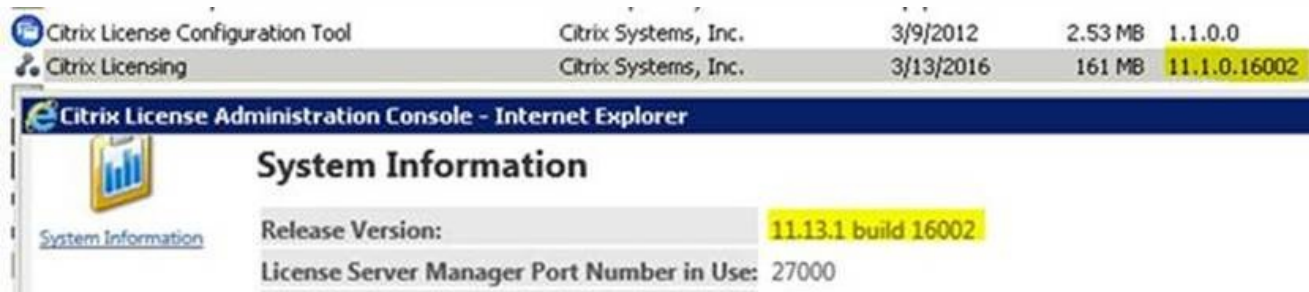 Citrix License Configuration Tool Citrix Systems, Inc. 3/9/2012 2.53 MB 1.1.0.0
Citrix Licensing Citrix Systems, Inc. 3/13/2016 161 MB 11.1.0.16002
Citrix License Administration Console - Internet Explorer
System Information
System Information
Release Version: 11.13.1 build 16002
License Server Manager Port Number in Use: 27000